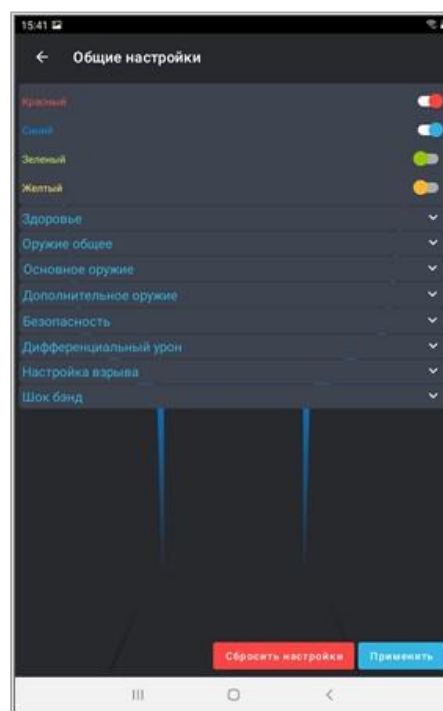 15:41
Общие настройки
Красный
Синий
Зеленый
Желтый
Здоровье
Оружие общее
Основное оружие
Дополнительное оружие
Безопасность
Дифференциальный урон
Настройка взрыва
Шок бэнд
Сбросить настройки Применить